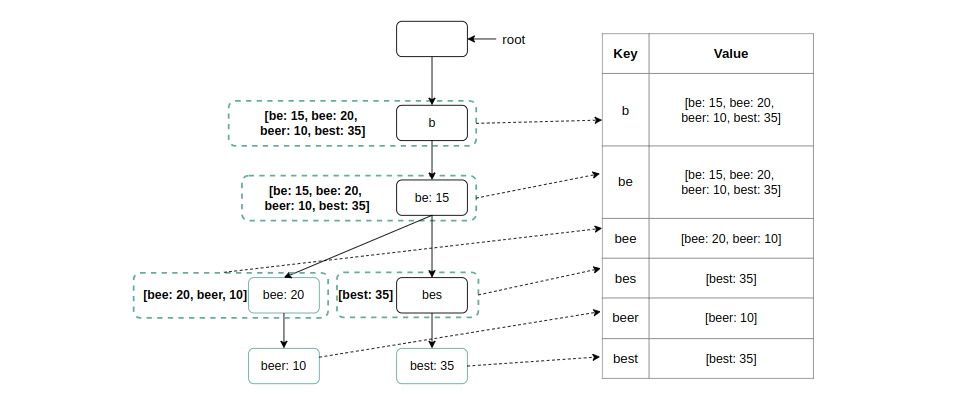 root
[be: 15, bee: 20,
beer: 10, best: 35]
b
[be: 15, bee: 20,
beer: 10, best: 35]
be: 15
[bee: 20, beer, 10]
bee: 20
[best: 35]
bes
beer: 10
best: 35
Key
Value
b
[be: 15, bee: 20,
beer: 10, best: 35]
be
[be: 15, bee: 20,
beer: 10, best: 35]
bee
[bee: 20, beer: 10]
bes
[best: 35]
beer
[beer: 10]
best
[best: 35]